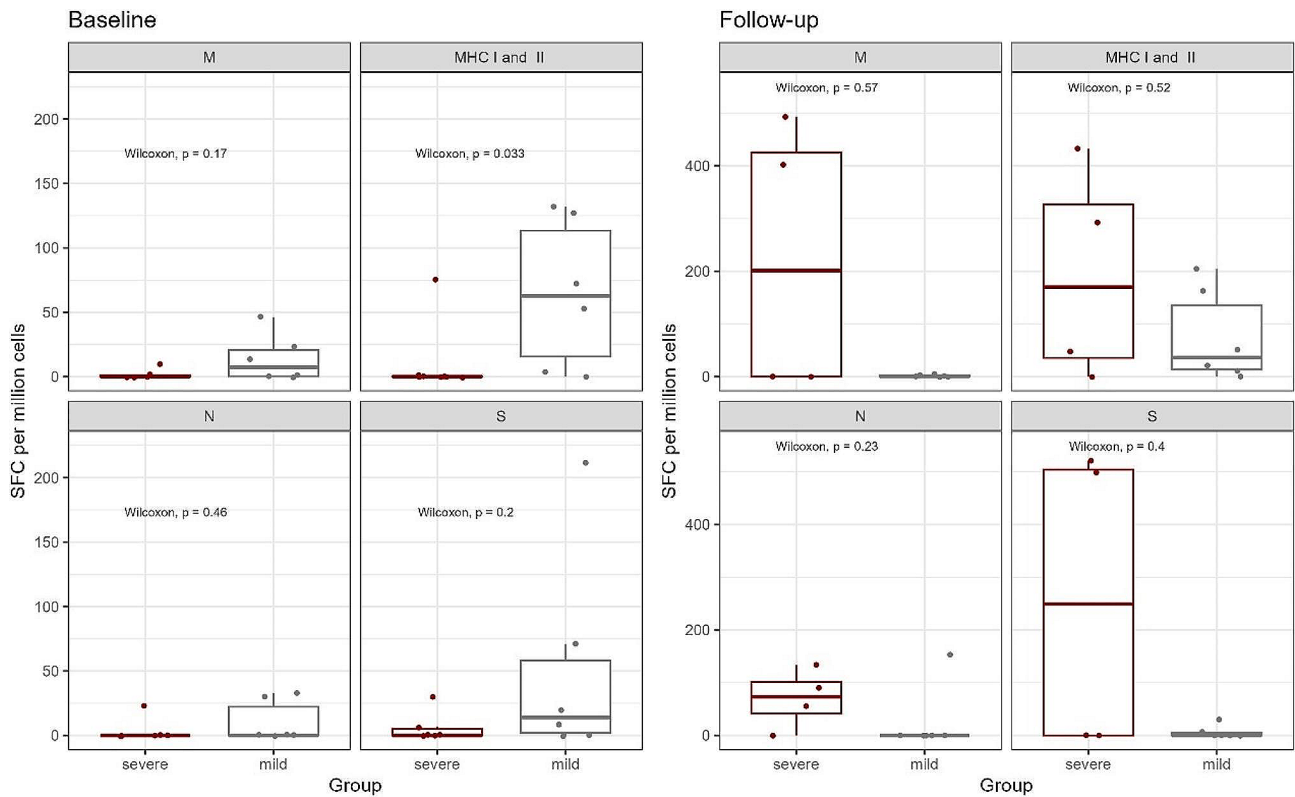 Baseline
M
MHC I and II
Wilcoxon, p = 0.17
Wilcoxon, p = 0.033
200
150
100
50
0
N
S
Wilcoxon, p = 0.46
Wilcoxon, p = 0.2
200
150
100
50
0
SFC per million cells
severe
mild
severe
mild
Group
Follow-up
M
MHC I and II
Wilcoxon, p = 0.57
Wilcoxon, p = 0.52
400
200
0
N
S
Wilcoxon, p = 0.23
Wilcoxon, p = 0.4
400
200
0
SFC per million cells
severe
mild
severe
mild
Group